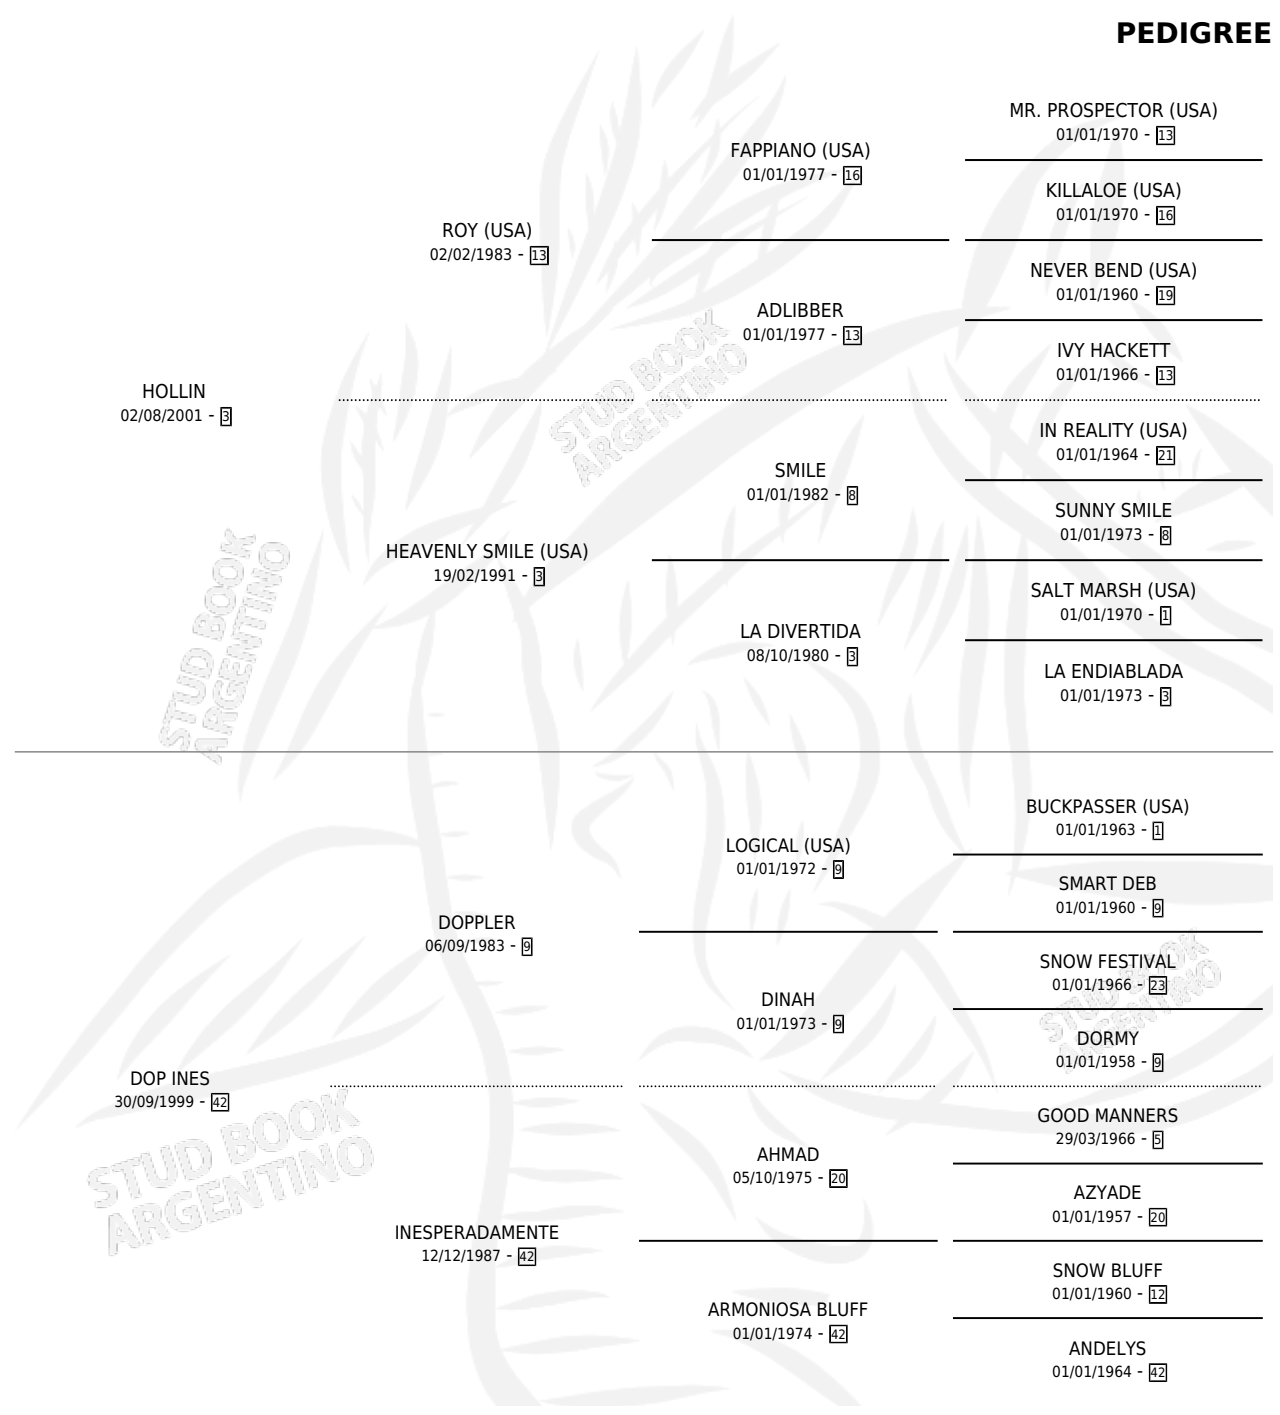 PEDIGREE
MR. PROSPECTOR (USA)
01/01/1970 - 13
FAPPIANO (USA)
01/01/1977 - 16
KILLALOE (USA)
01/01/1970 - 16
ROY (USA)
02/02/1983 - 13
NEVER BEND (USA)
01/01/1960 - 19
ADLIBBER
01/01/1977 - 13
IVY HACKETT
01/01/1966 - 13
HOLLIN
02/08/2001 - 3
STUD BOOK
ARGENTINO
IN REALITY (USA)
01/01/1964 - 21
SMILE
01/01/1982 - 8
SUNNY SMILE
01/01/1973 - 8
HEAVENLY SMILE (USA)
19/02/1991 - 3
SALT MARSH (USA)
01/01/1970 - 1
LA DIVERTIDA
08/10/1980 - 3
LA ENDIABLADA
01/01/1973 - 3
STUD BOOK
ARGENTINO
BUCKPASSER (USA)
01/01/1963 - 1
LOGICAL (USA)
01/01/1972 - 9
SMART DEB
01/01/1960 - 9
DOPPLER
06/09/1983 - 9
SNOW FESTIVAL
01/01/1966 - 23
DINAH
01/01/1973 - 9
DORMY
01/01/1958 - 9
STUD BOOK
ARGENTINO
DOP INES
30/09/1999 - 42
GOOD MANNERS
29/03/1966 - 5
AHMAD
05/10/1975 - 20
AZYADE
01/01/1957 - 20
STUD BOOK
ARGENTINO
INESPERADAMENTE
12/12/1987 - 42
SNOW BLUFF
01/01/1960 - 12
ARMONIOSA BLUFF
01/01/1974 - 42
ANDELYS
01/01/1964 - 42